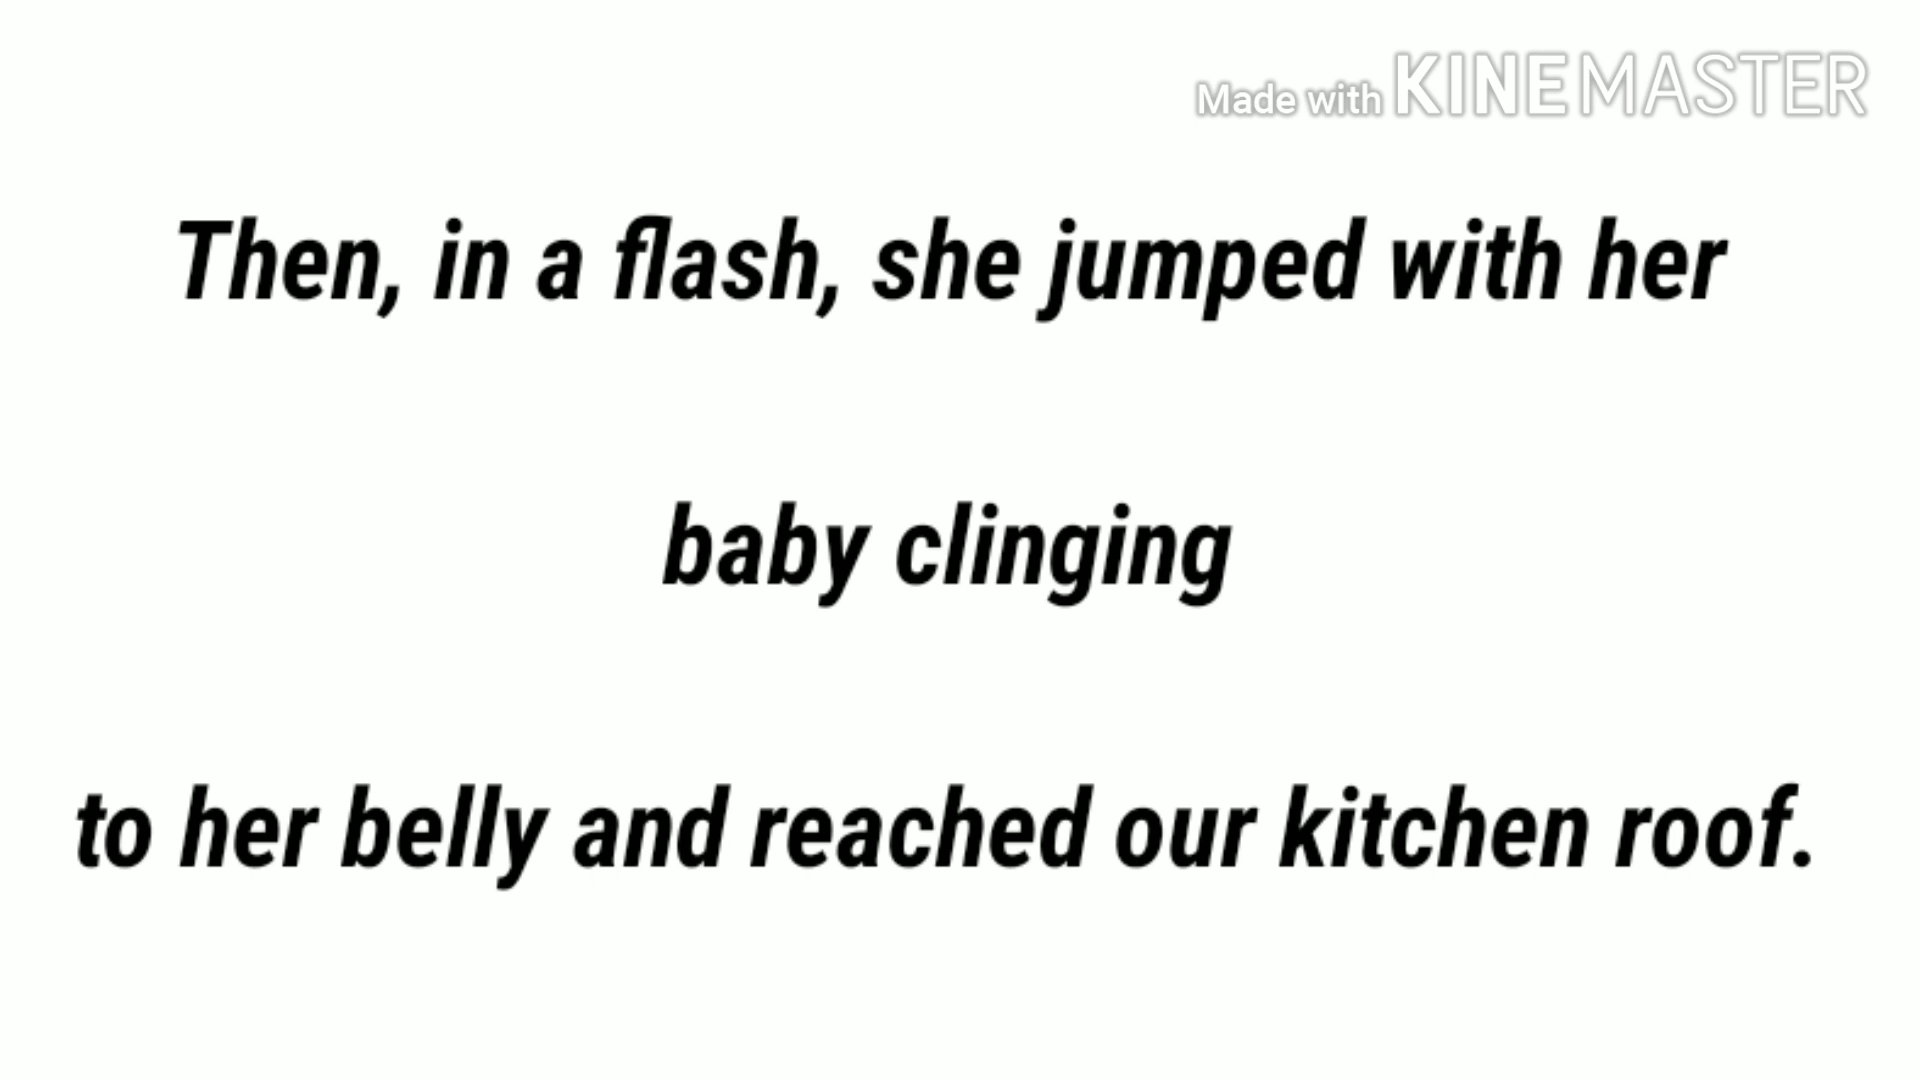 Made with KINEMASTER
Then, in a flash, she jumped with her
baby clinging
to her belly and reached our kitchen roof.